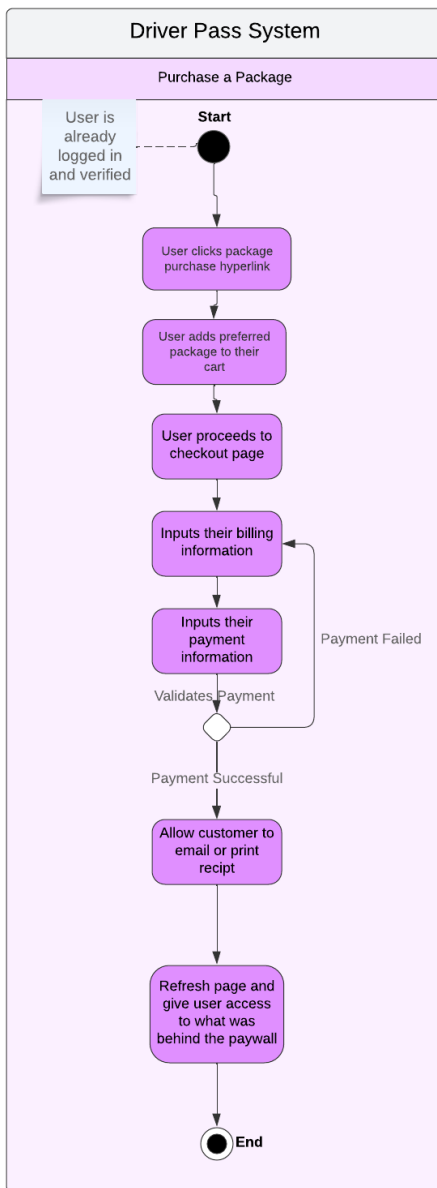 Driver Pass System
Purchase a Package
User is
already
logged in
and verified
Start
User clicks package
purchase hyperlink
User adds preferred
package to their
cart
User proceeds to
checkout page
Inputs their billing
information
Inputs their
payment
information
Payment Failed
Validates Payment
Payment Successful
Allow customer to
email or print
recipt
Refresh page and
give user access
to what was
behind the paywall
End